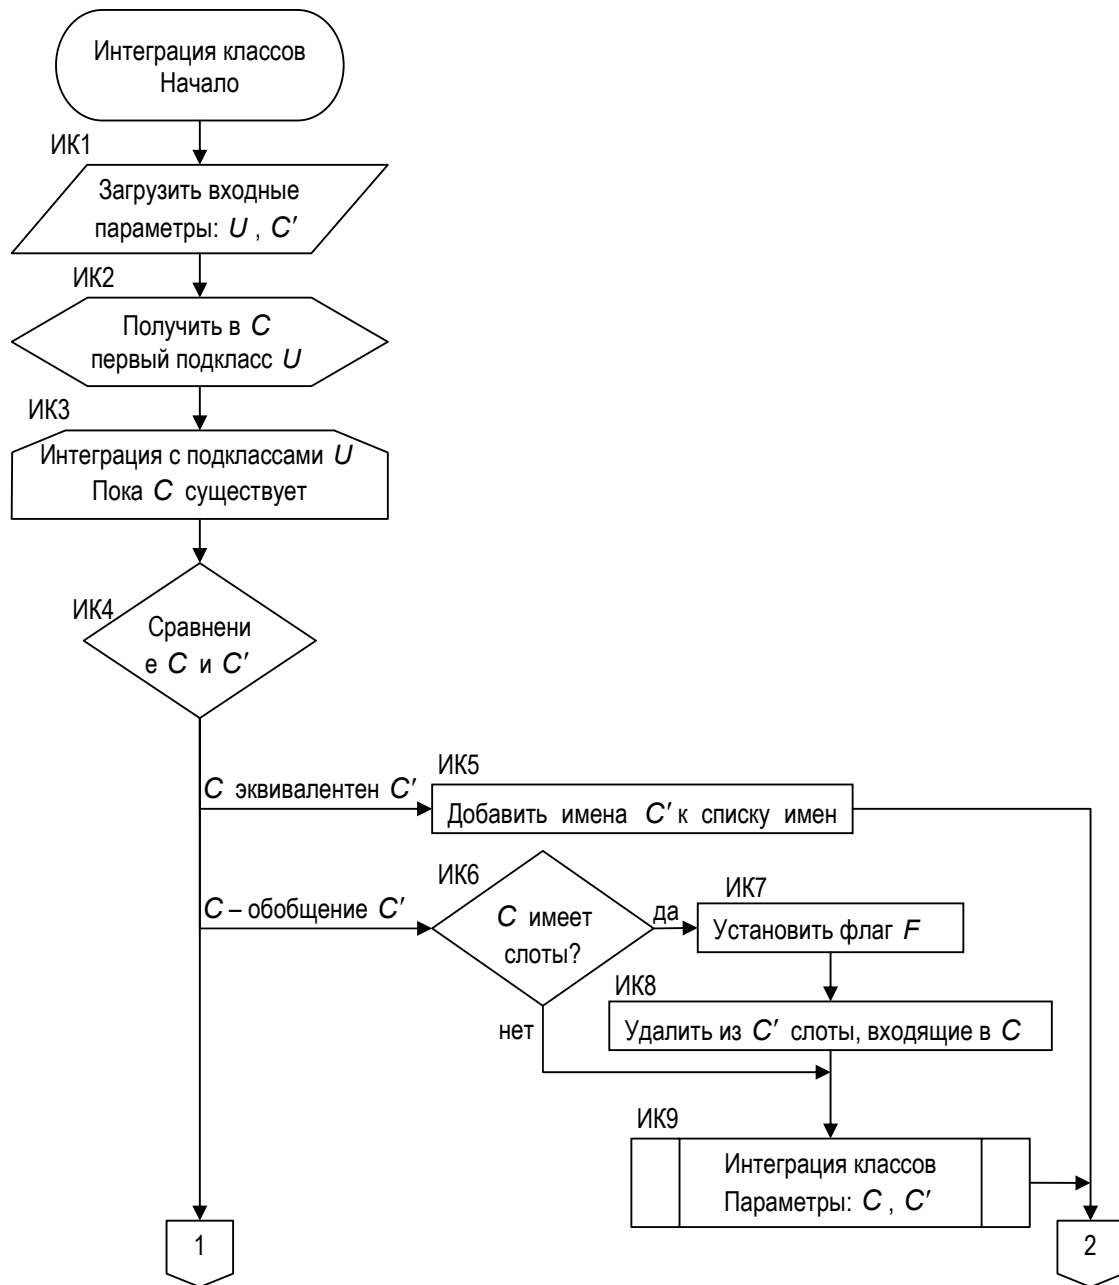 Интеграция классов
Начало
ИК1
Загрузить входные
параметры: U , C′
ИК2
Получить в C
первый подкласс U
ИК3
Интеграция с подклассами U
Пока C существует
ИК4
Сравнени
е C и C′
C эквивалентен C′
ИК5
Добавить имена C′ к списку имен
C – обобщение C′
ИК6
C имеет
слоты?
да
нет
ИК7
Установить флаг F
ИК8
Удалить из C′ слоты, входящие в C
ИК9
Интеграция классов
Параметры: C , C′
1
2